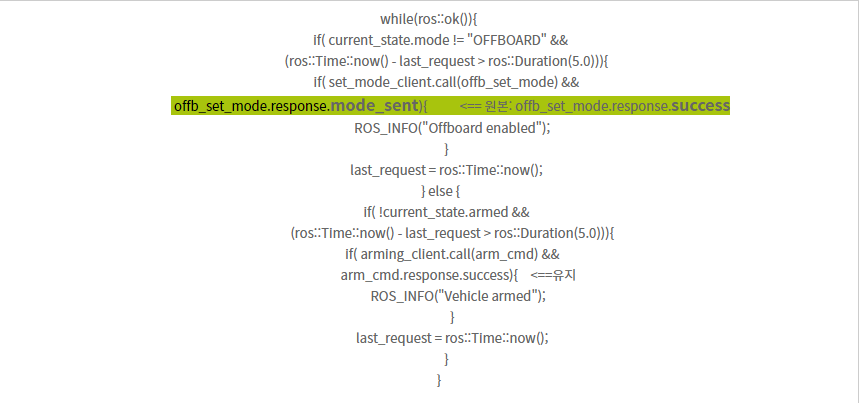 while(ros::ok()){
if( current_state.mode != "OFFBOARD" &&
(ros::Time::now() - last_request > ros::Duration(5.0))){
if( set_mode_client.call(offb_set_mode) &&
offb_set_mode.response.mode_sent){ <== 원본: offb_set_mode.response.success
ROS_INFO("Offboard enabled");
}
last_request = ros::Time::now();
} else {
if( !current_state.armed &&
(ros::Time::now() - last_request > ros::Duration(5.0))){
if( arming_client.call(arm_cmd) &&
arm_cmd.response.success){ <==유지
ROS_INFO("Vehicle armed");
}
last_request = ros::Time::now();
}
}